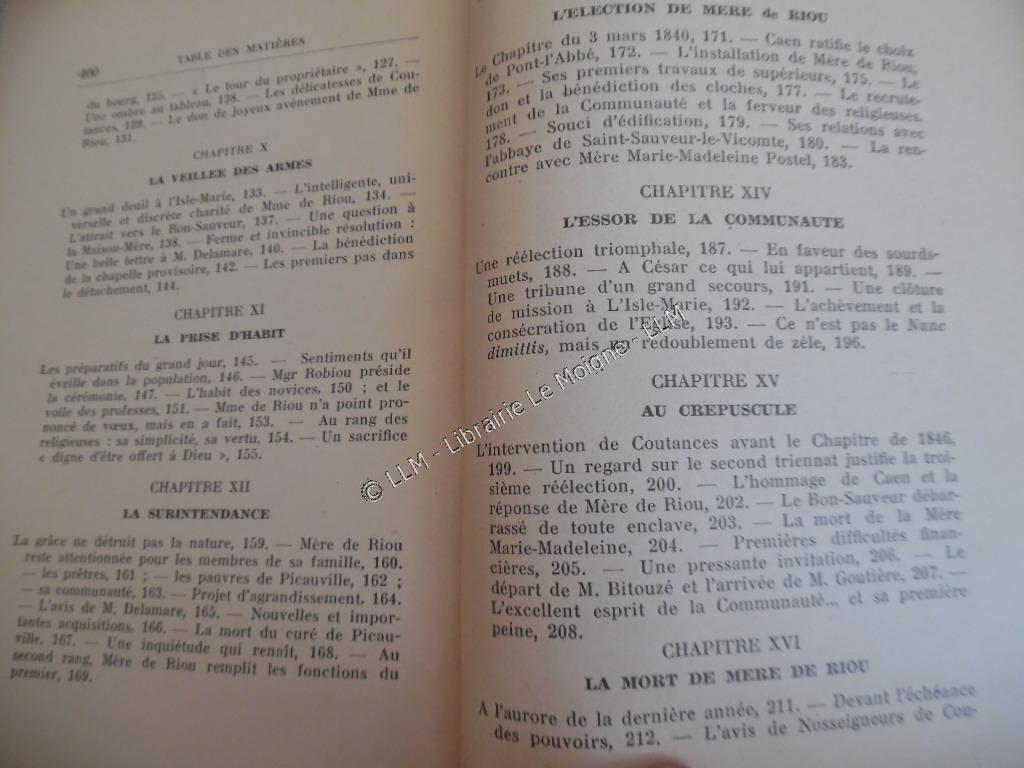 400
TABLE DES MATIÈRES
du bourg, 125. — « Le tour du propriétaire », 127. —
Une ombre au tableau, 128. — Les délicatesses de Cou-
tances, 129. — Le don de joyeux avènement de Mme de
Riou, 131.
CHAPITRE X
LA VEILLEE DES ARMES
Un grand deuil à l'Isle-Marie, 133. — L'intelligente, uni-
verselle et discrète charité de Mme de Riou, 134. —
L'attrait vers le Bon-Sauveur, 137. — Une question à
la Maison-Mère, 138. — Ferme et invincible résolution :
Une belle lettre à M. Delamare, 140. — La bénédiction
de la chapelle provisoire, 142. — Les premiers pas dans
le détachement, 144.
CHAPITRE XI
LA PRISE D'HABIT
Les préparatifs du grand jour, 145. — Sentiments qu'il
éveille dans la population, 146. — Mgr Robiou préside
la cérémonie, 147. — L'habit des novices, 150 ; et le
voile des professes, 151. — Mme de Riou n'a point pro-
noncé de vœux, mais en a fait, 153. — Au rang des
religieuses : sa simplicité, sa vertu, 154. — Un sacrifice
« digne d'être offert à Dieu », 155.
CHAPITRE XII
LA SURINTENDANCE
La grâce ne détruit pas la nature, 159. — Mère de Riou
reste attentionnée pour les membres de sa famille, 160.
— les prêtres, 161 ; — les pauvres de Picauville, 162 ;
— sa communauté, 163. — Projet d'agrandissement, 164.
— L'avis de M. Delamare, 165. — Nouvelles et impor-
tantes acquisitions, 166. — La mort du curé de Picau-
ville, 167. — Une inquiétude qui renaît, 168. — Au
second rang, Mère de Riou remplit les fonctions du
premier, 169.
L'ELECTION DE MERE de RIOU
Le Chapitre du 3 mars 1840, 171. — Caen ratifie le choix
de Pont-l'Abbé, 172. — L'installation de Mère de Riou,
173. — Ses premiers travaux de supérieure, 175. — Le
don et la bénédiction des cloches, 177. — Le recrute-
ment de la Communauté et la ferveur des religieuses,
178. — Souci d'édification, 179. — Ses relations avec
l'abbaye de Saint-Sauveur-le-Vicomte, 180. — La ren-
contre avec Mère Marie-Madeleine Postel, 183.
CHAPITRE XIV
L'ESSOR DE LA COMMUNAUTE
Une réélection triomphale, 187. — En faveur des sourds-
muets, 188. — A César ce qui lui appartient, 189. —
Une tribune d'un grand secours, 191. — Une clôture
de mission à L'Isle-Marie, 192. — L'achèvement et la
consécration de l'Eglise, 193. — Ce n'est pas le Nunc
dimittis, mais un redoublement de zèle, 196.
CHAPITRE XV
AU CREPUSCULE
L'intervention de Coutances avant le Chapitre de 1846,
199. — Un regard sur le second triennat justifie la troi-
sième réélection, 200. — L'hommage de Caen et la
réponse de Mère de Riou, 202. — Le Bon-Sauveur débar-
rassé de toute enclave, 203. — La mort de la Mère
Marie-Madeleine, 204. — Premières difficultés finan-
cières, 205. — Une pressante invitation, 206. — Le
départ de M. Bitouzé et l'arrivée de M. Goutière, 207. —
L'excellent esprit de la Communauté... et sa première
peine, 208.
CHAPITRE XVI
LA MORT DE MERE DE RIOU
A l'aurore de la dernière année, 211. — Devant l'échéance
des pouvoirs, 212. — L'avis de Nosseigneurs de Cou-
© LLM - Librairie Le Moigne - LLM